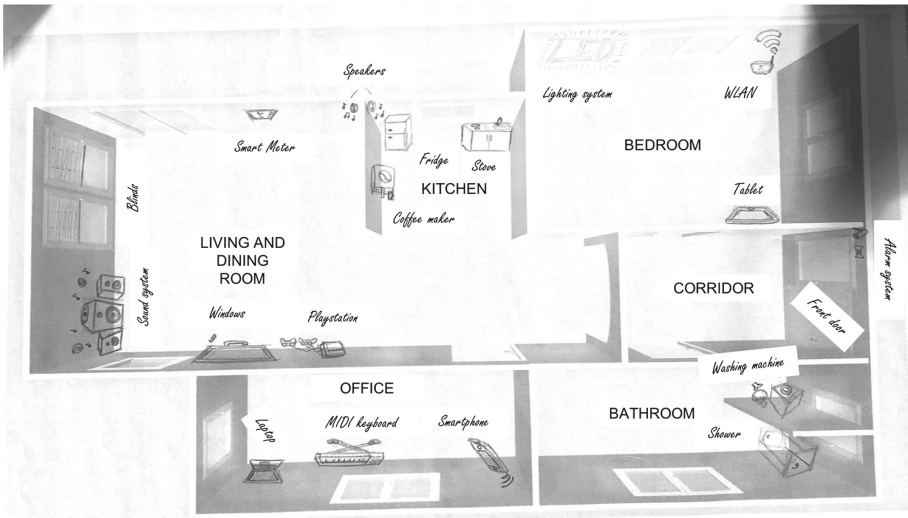 LED
Speakers
Lighting system
WLAN
Smart Meter
Fridge
Stove
BEDROOM
KITCHEN
Blinds
Tablet
Coffee maker
LIVING AND
DINING
ROOM
Alarm system
CORRIDOR
Sound system
Windows
Playstation
Front door
Washing machine
OFFICE
BATHROOM
Laptop
MIDI keyboard
Smartphone
Shower